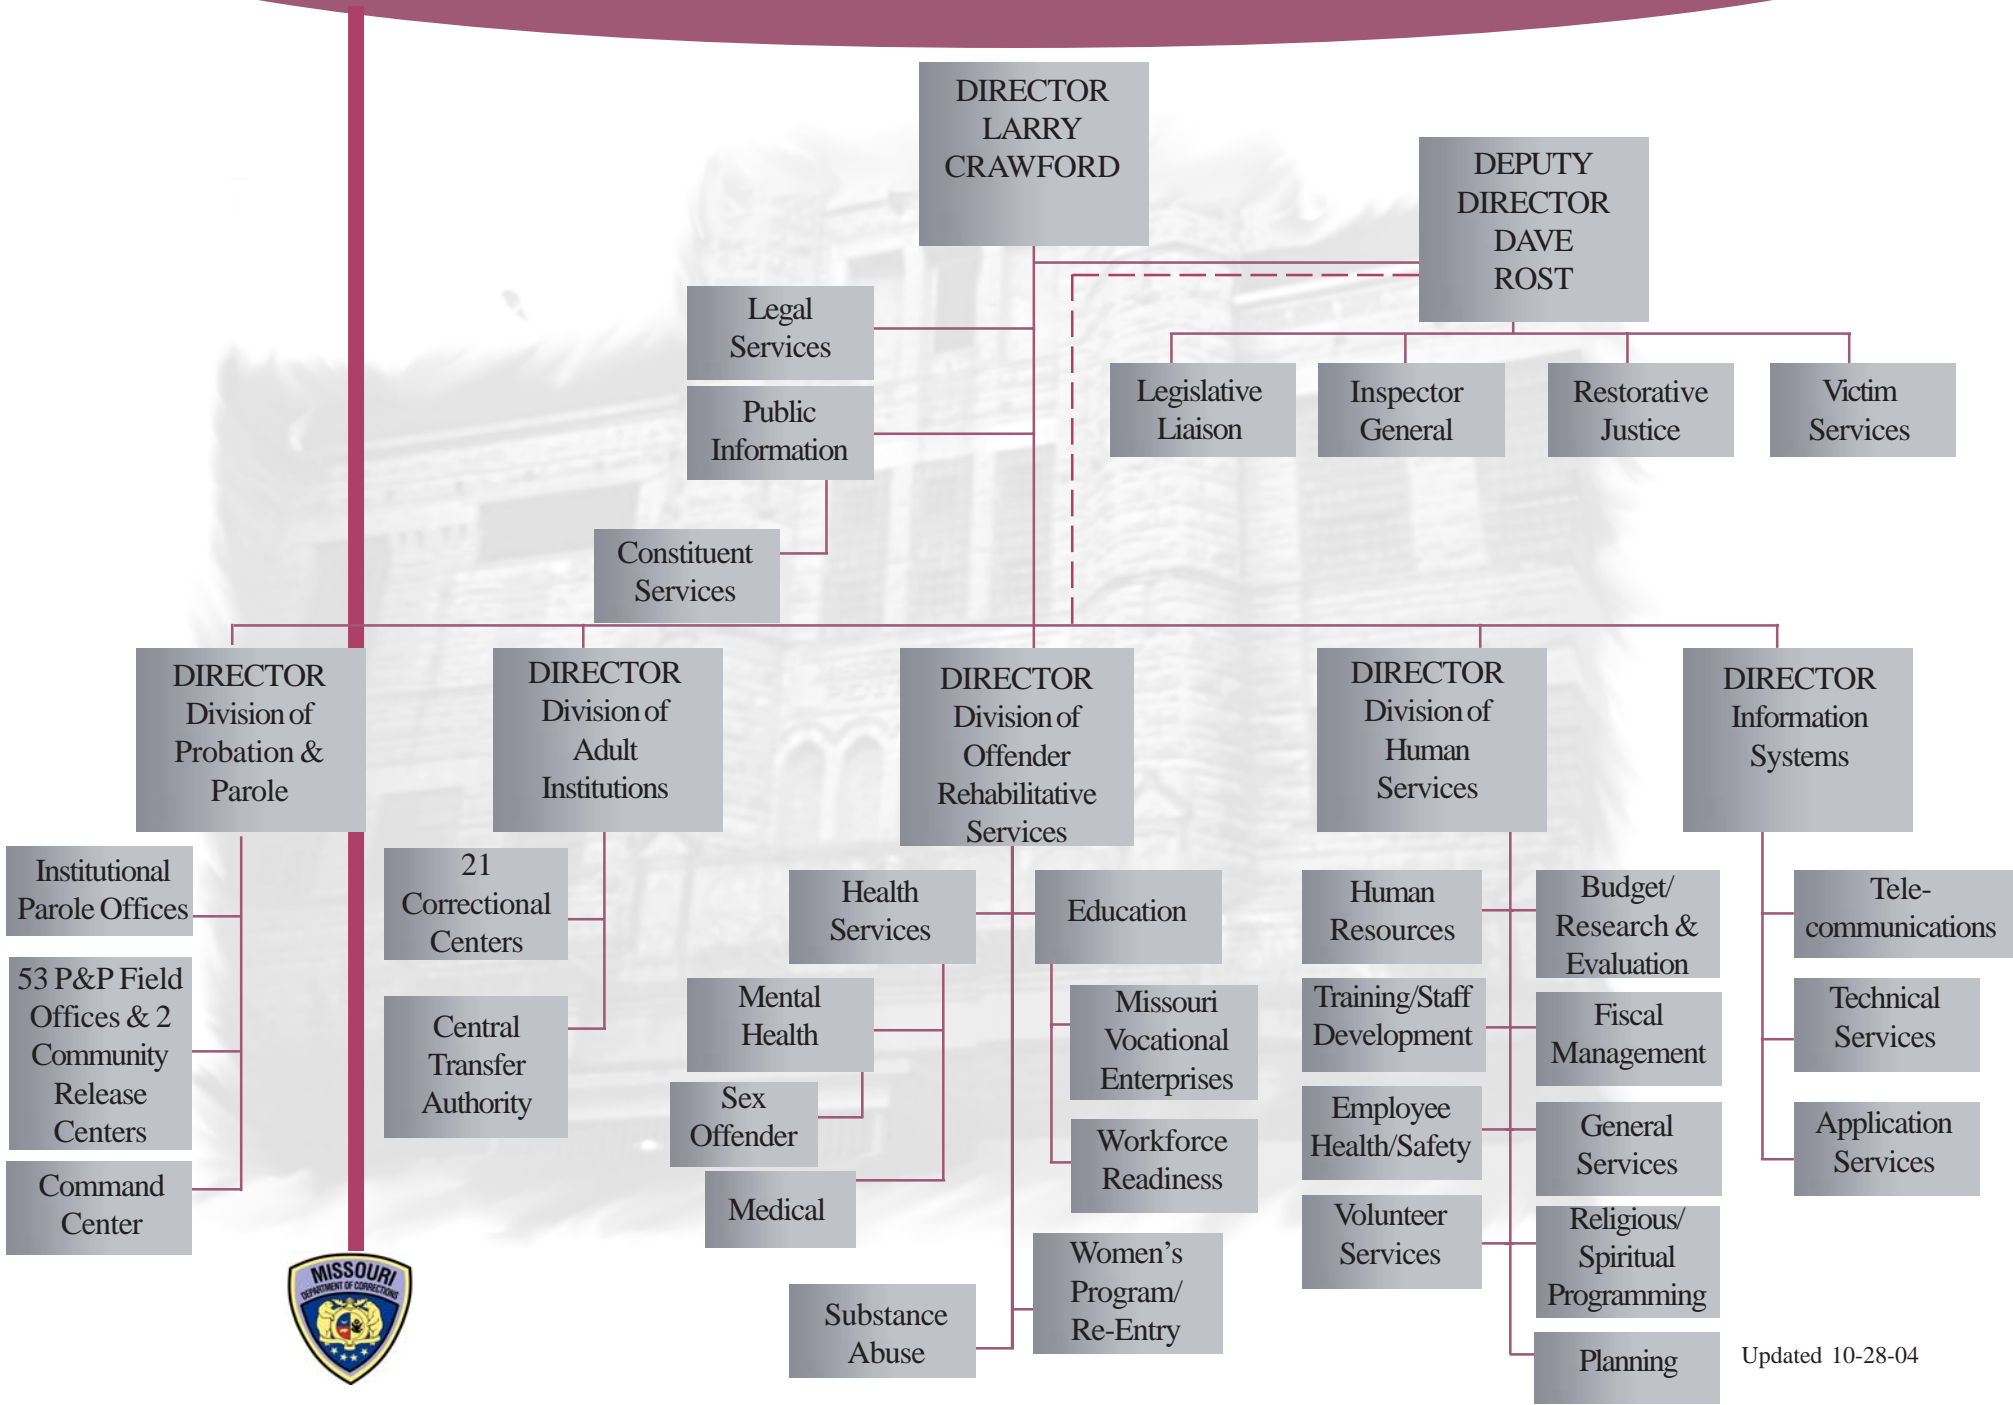 DIRECTOR
LARRY
CRAWFORD
DEPUTY
DIRECTOR
DAVE
ROST
Legal
Services
Public
Information
Constituent
Services
Legislative
Liaison
Inspector
General
Restorative
Justice
Victim
Services
DIRECTOR
Division of
Probation &
Parole
DIRECTOR
Division of
Adult
Institutions
DIRECTOR
Division of
Offender
Rehabilitative
Services
DIRECTOR
Division of
Human
Services
DIRECTOR
Information
Systems
Institutional
Parole Offices
53 P&P Field
Offices & 2
Community
Release
Centers
Command
Center
21
Correctional
Centers
Central
Transfer
Authority
Health
Services
Mental
Health
Sex
Offender
Medical
Substance
Abuse
Education
Missouri
Vocational
Enterprises
Workforce
Readiness
Women's
Program/
Re-Entry
Human
Resources
Training/Staff
Development
Employee
Health/Safety
Volunteer
Services
Budget/
Research &
Evaluation
Fiscal
Management
General
Services
Religious/
Spiritual
Programming
Planning
Tele-
communications
Technical
Services
Application
Services
MISSOURI
DEPARTMENT OF CORRECTIONS
Updated 10-28-04